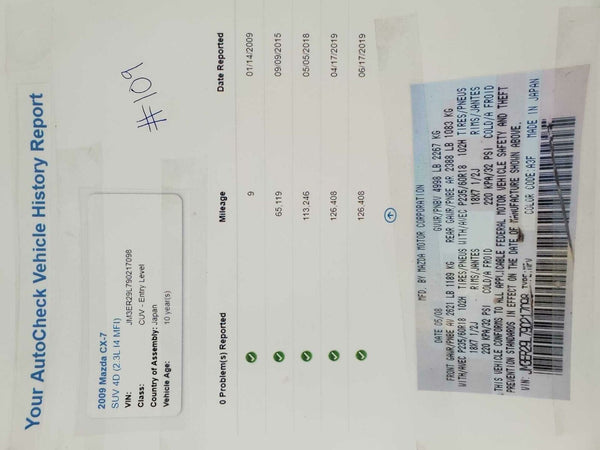 Your AutoCheck Vehicle History Report
2009 Mazda CX-7
SUV 4D (2.3L I4 MFI)
VIN: JM3ER29L790217098
Class: CUV - Entry Level
Country of Assembly: Japan
Vehicle Age: 10 year(s)
#109
0 Problem(s) Reported Mileage Date Reported
9 01/14/2009
65,119 09/09/2015
113,246 05/05/2018
126,408 04/17/2019
126,408 06/17/2019
MFD. BY MAZDA MOTOR CORPORATION
DATE 05/08 GVWR/PNBV 4998 LB 2267 KG
FRONT GAWR/PNBE AV 2621 LB 1189 KG REAR GAWR/PNBE AR 2388 LB 1083 KG
WITH/AVEC P235/60R18 102H TIRES/PNEUS WITH/AVEC P235/60R18 102H TIRES/PNEUS
18X7 1/2J RIMS/JANTES 18X7 1/2J RIMS/JANTES
220 KPA/32 PSI COLD/A FROID 220 KPA/32 PSI COLD/A FROID
THIS VEHICLE CONFORMS TO ALL APPLICABLE FEDERAL MOTOR VEHICLE SAFETY AND THEFT
PREVENTION STANDARDS IN EFFECT ON THE DATE OF MANUFACTURE SHOWN ABOVE.
VIN: JM3ER29L790217098 TYPE: MPV COLOR CODE A3F MADE IN JAPAN